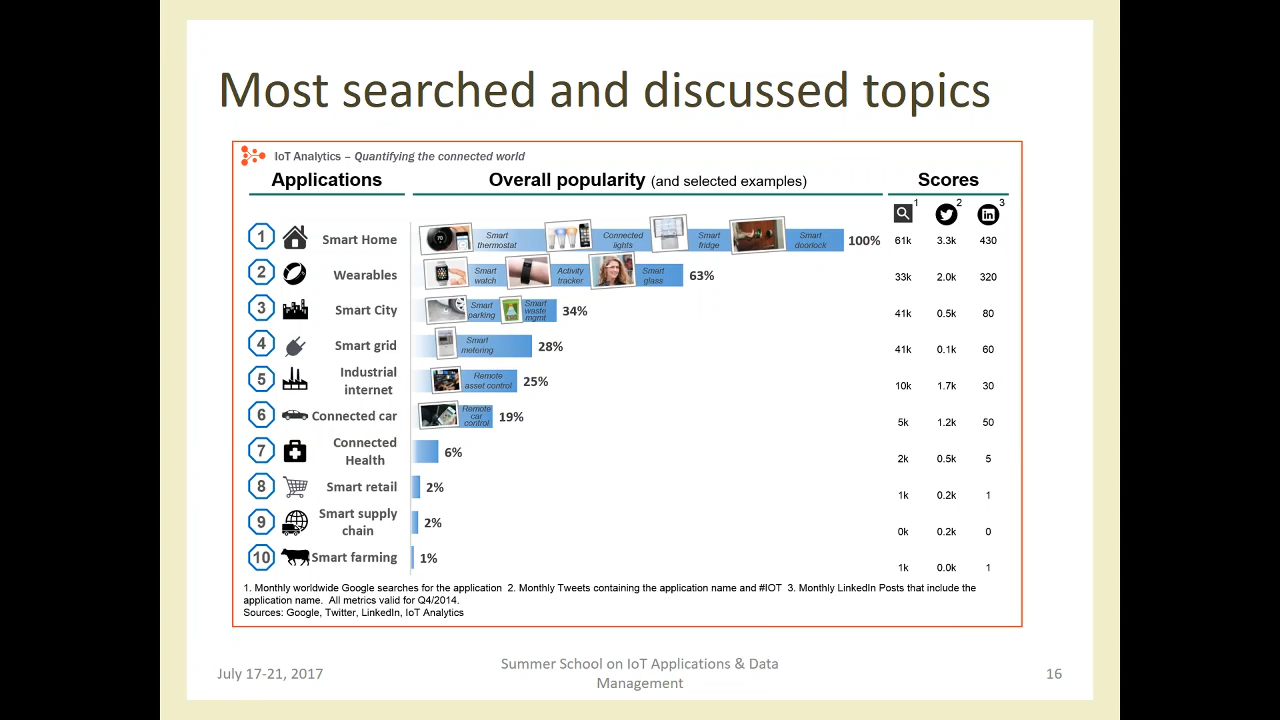 Most searched and discussed topics
IoT Analytics – Quantifying the connected world
Applications
Overall popularity (and selected examples)
Scores
1 2 3
1 Smart Home Smart thermostat Connected lights Smart fridge Smart doorlock 100% 61k 3.3k 430
2 Wearables Smart watch Activity tracker Smart glass 63% 33k 2.0k 320
3 Smart City Smart parking Smart waste mgmt 34% 41k 0.5k 80
4 Smart grid Smart metering 28% 41k 0.1k 60
5 Industrial internet Remote asset control 25% 10k 1.7k 30
6 Connected car Remote car control 19% 5k 1.2k 50
7 Connected Health 6% 2k 0.5k 5
8 Smart retail 2% 1k 0.2k 1
9 Smart supply chain 2% 0k 0.2k 0
10 Smart farming 1% 1k 0.0k 1
1. Monthly worldwide Google searches for the application 2. Monthly Tweets containing the application name and #IOT 3. Monthly LinkedIn Posts that include the
application name. All metrics valid for Q4/2014.
Sources: Google, Twitter, LinkedIn, IoT Analytics
July 17-21, 2017
Summer School on IoT Applications & Data
Management
16